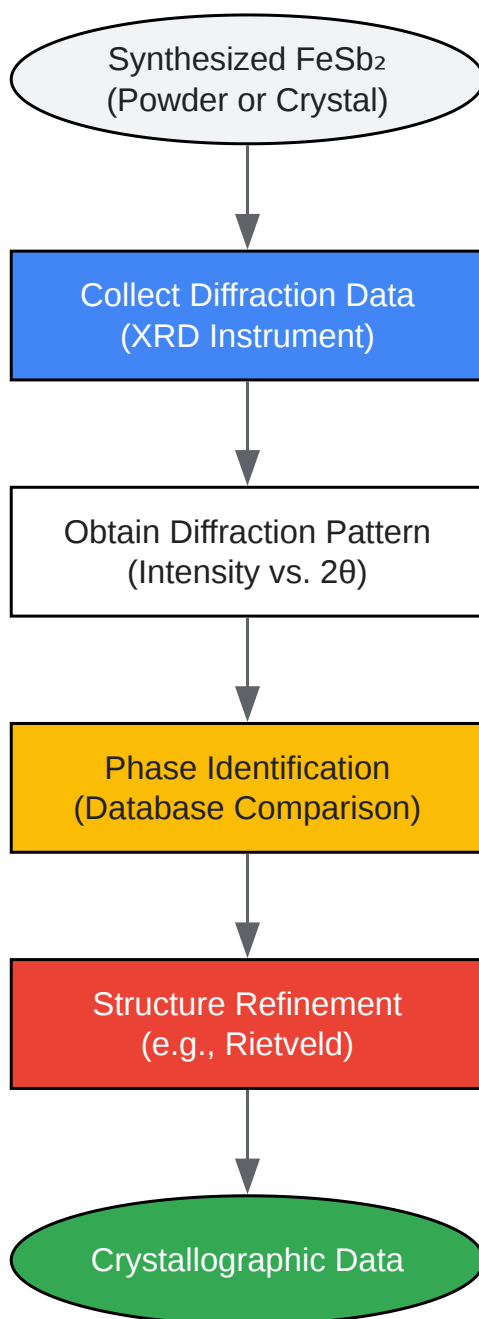 Synthesized FeSb₂
(Powder or Crystal)
Collect Diffraction Data
(XRD Instrument)
Obtain Diffraction Pattern
(Intensity vs. 2θ)
Phase Identification
(Database Comparison)
Structure Refinement
(e.g., Rietveld)
Crystallographic Data